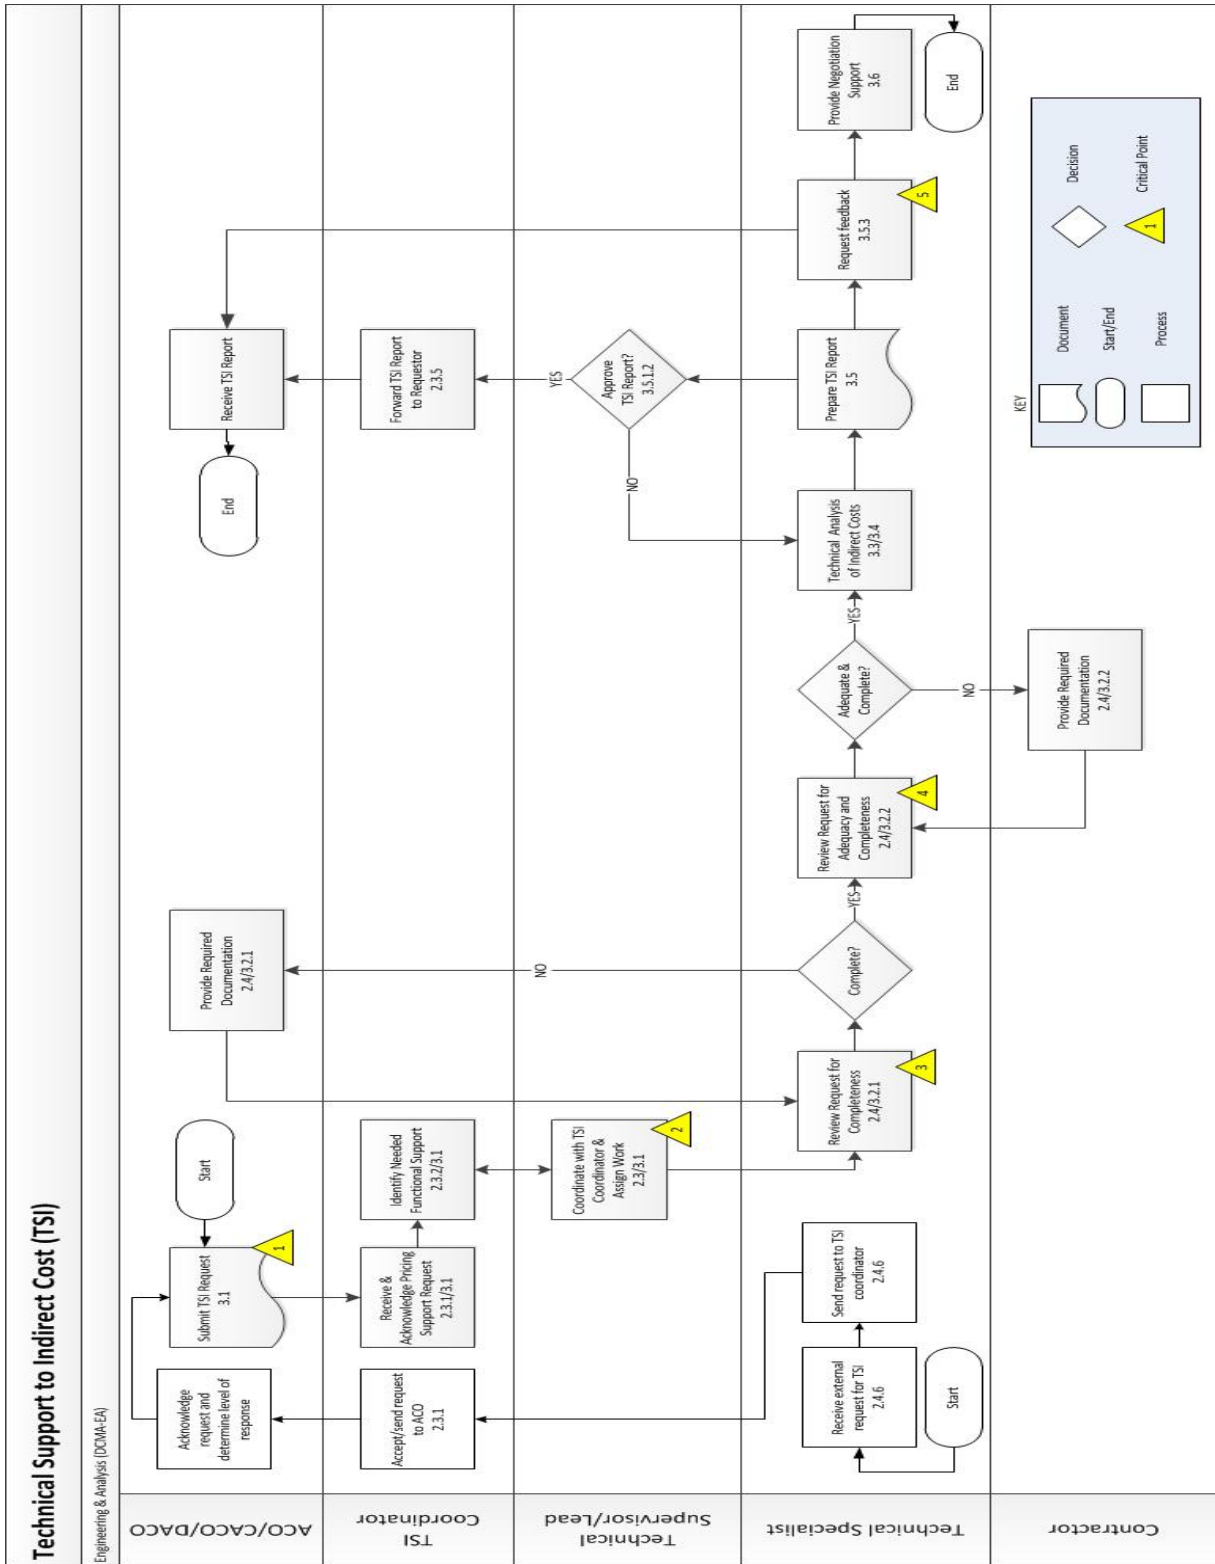 Technical Support to Indirect Cost (TSI)
Engineering & Analysis (DCMA-EA)
ACO/CACO/DACO
Acknowledge
request and
determine level of
response
Submit TSI Request
3.1
1
Start
Provide Required
Documentation
2.4/3.2.1
Receive TSI Report
End
TSI
Coordinator
Accept/send request
to ACO
2.3.1
Receive &
Acknowledge Pricing
Support Request
2.3.1/3.1
Identify Needed
Functional Support
2.3.2/3.1
Forward TSI Report
to Requestor
2.3.5
Technical
Supervisor/Lead
Coordinate with TSI
Coordinator &
Assign Work
2.3/3.1
2
NO
NO
Approve
TSI Report?
3.5.1.2
YES
Technical Specialist
Receive external
request for TSI
2.4.6
Start
Send request to TSI
coordinator
2.4.6
Review Request for
Completeness
2.4/3.2.1
3
Complete?
YES
Review Request for
Adequacy and
Completeness
2.4/3.2.2
4
Adequate &
Complete?
YES
Technical Analysis
of Indirect Costs
3.3/3.4
Prepare TSI Report
3.5
Request feedback
3.5.3
5
Provide Negotiation
Support
3.6
End
Contractor
NO
Provide Required
Documentation
2.4/3.2.2
KEY
Document
Decision
Start/End
Process
1
Critical Point